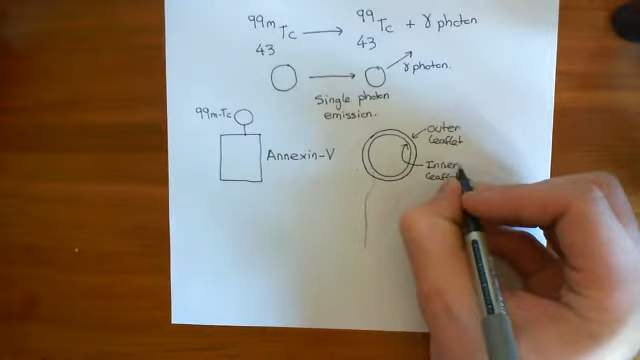 99m Tc 43 → 99 Tc 43 + γ photon
γ photon.
Single photon
emission.
99m-Tc
Annexin-V
outer
leaflet
Inner